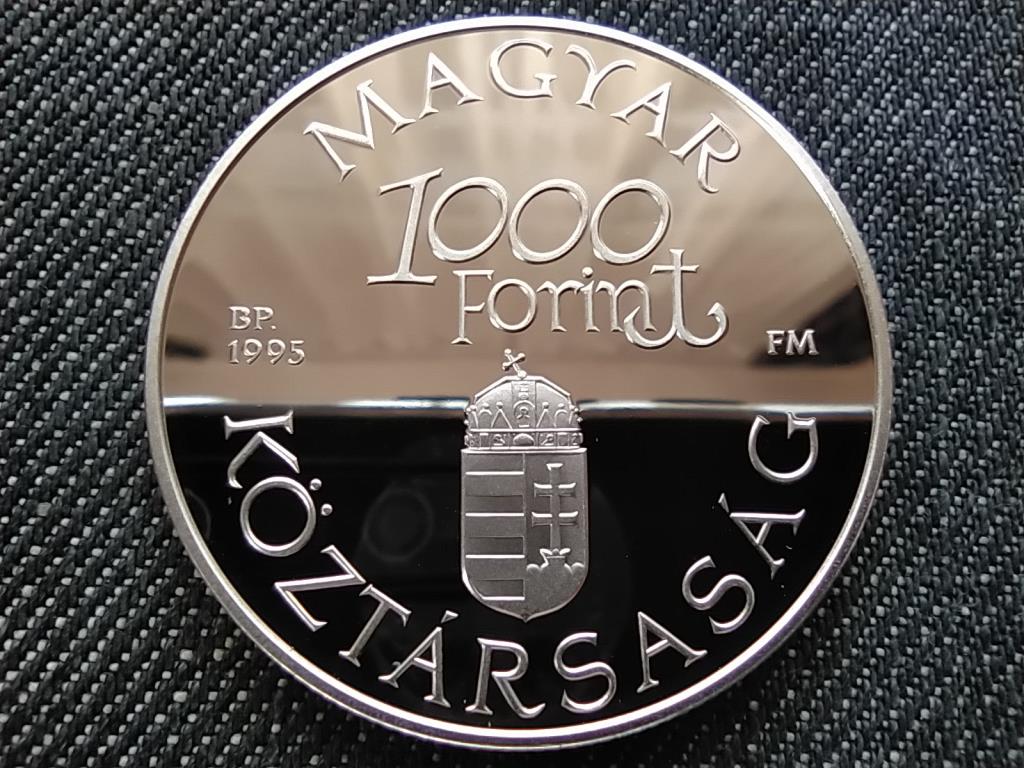 MAGYAR
1000
Forint
BP.
1995
FM
KÖZTÁRSASÁG